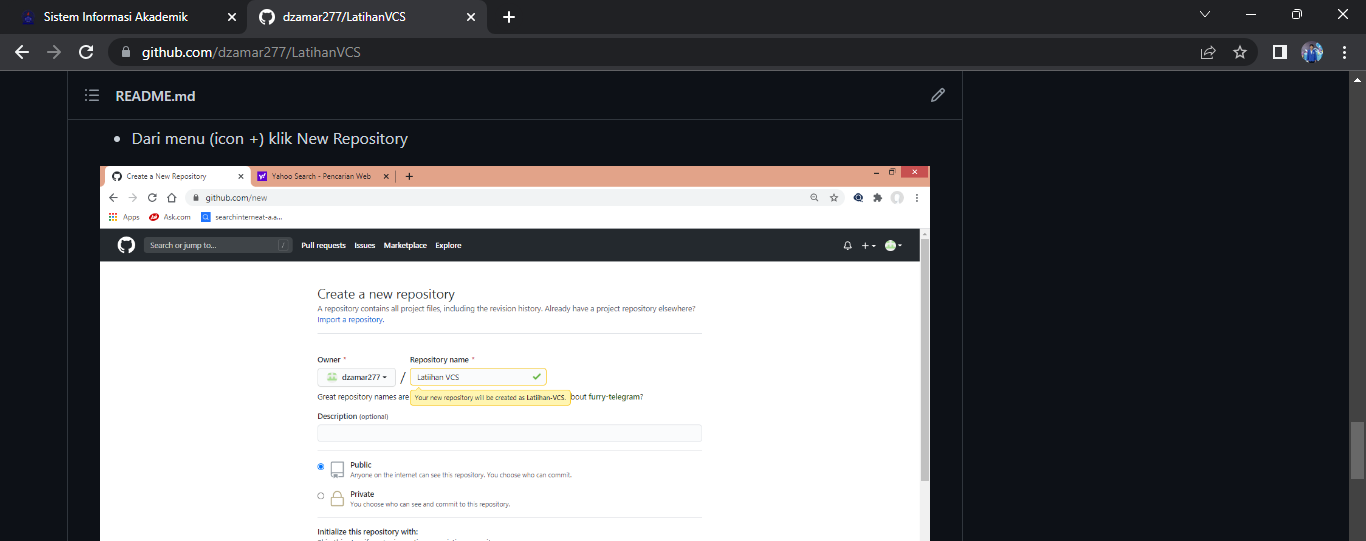 Sistem Informasi Akademik
dzamar277/LatihanVCS
github.com/dzamar277/LatihanVCS
README.md
Dari menu (icon +) klik New Repository
Create a New Repository
Yahoo Search - Pencarian Web
github.com/new
Apps Ask.com searchinterneat-a.a...
Search or jump to... /
Pull requests Issues Marketplace Explore
Create a new repository
A repository contains all project files, including the revision history. Already have a project repository elsewhere?
Import a repository.
Owner * Repository name *
dzamar277 / Latiihan VCS
Great repository names are Your new repository will be created as Latiihan-VCS. bout furry-telegram?
Description (optional)
Public
Anyone on the internet can see this repository. You choose who can commit.
Private
You choose who can see and commit to this repository.
Initialize this repository with: